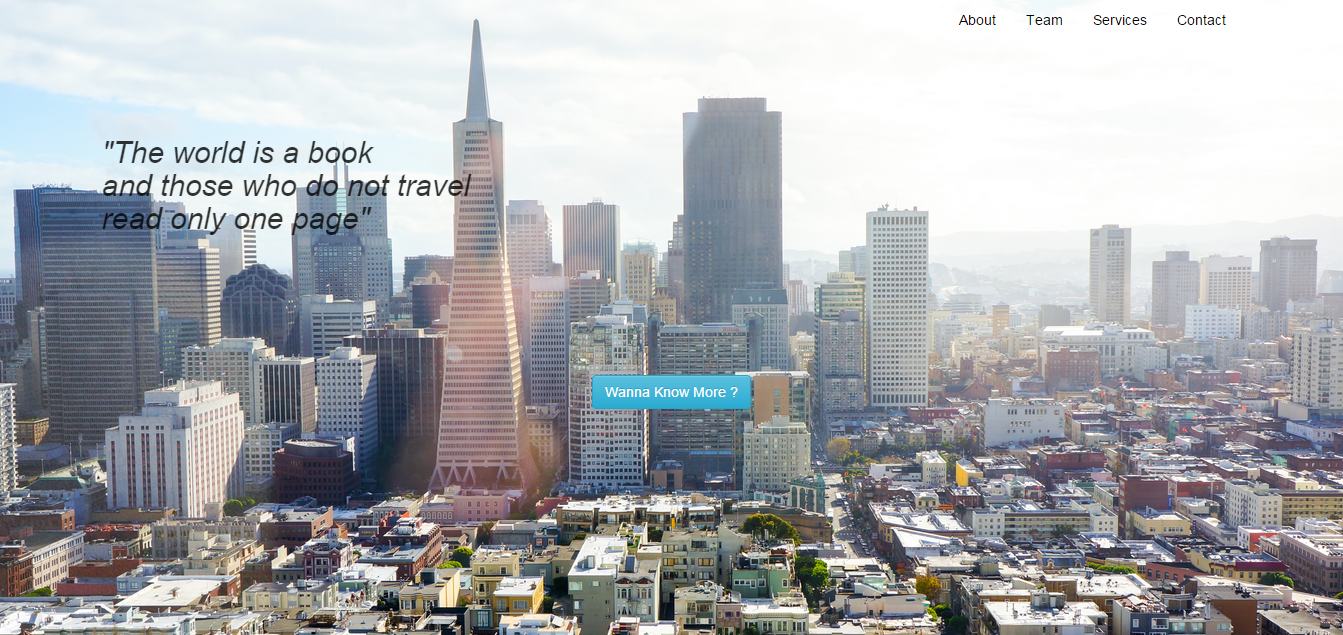 About Team Services Contact
"The world is a book
and those who do not travel
read only one page"
Wanna Know More ?